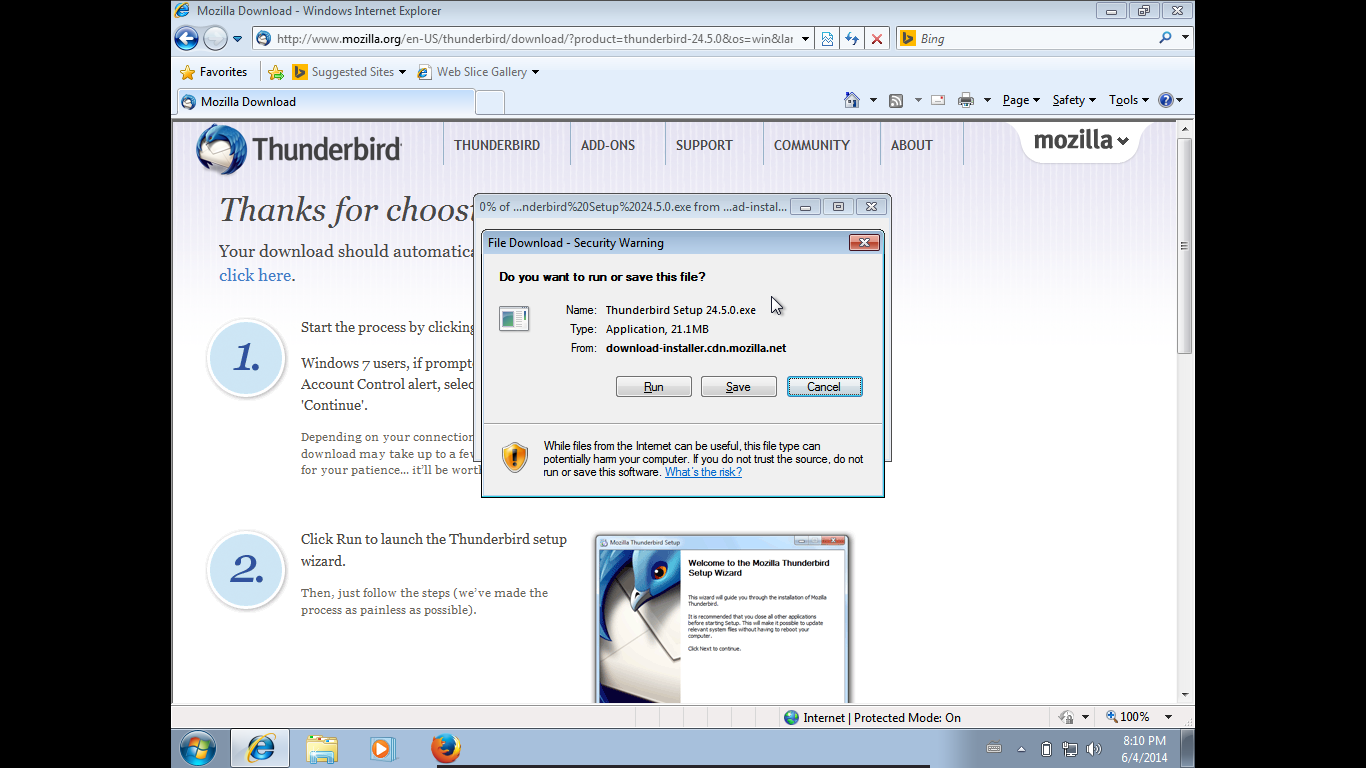 Mozilla Download - Windows Internet Explorer
http://www.mozilla.org/en-US/thunderbird/download/?product=thunderbird-24.5.0&os=win&lar
Bing
Favorites
Suggested Sites
Web Slice Gallery
Mozilla Download
Page
Safety
Tools
Thunderbird
THUNDERBIRD
ADD-ONS
SUPPORT
COMMUNITY
ABOUT
mozilla
Thanks for choos
Your download should automatica
click here.
0% of ...nderbird%20Setup%2024.5.0.exe from ...ad-instal...
File Download - Security Warning
Do you want to run or save this file?
Name: Thunderbird Setup 24.5.0.exe
Type: Application, 21.1MB
From: download-installer.cdn.mozilla.net
Run
Save
Cancel
While files from the Internet can be useful, this file type can
potentially harm your computer. If you do not trust the source, do not
run or save this software. What's the risk?
1.
Start the process by clicking
Windows 7 users, if prompte
Account Control alert, selec
'Continue'.
Depending on your connection
download may take up to a few
for your patience... it'll be wort
2.
Click Run to launch the Thunderbird setup
wizard.
Then, just follow the steps (we've made the
process as painless as possible).
Mozilla Thunderbird Setup
Welcome to the Mozilla Thunderbird
Setup Wizard
This wizard will guide you through the installation of Mozilla
Thunderbird.
It is recommended that you close all other applications
before starting Setup. This will make it possible to update
relevant system files without having to reboot your
computer.
Click Next to continue.
Internet | Protected Mode: On
100%
8:10 PM
6/4/2014